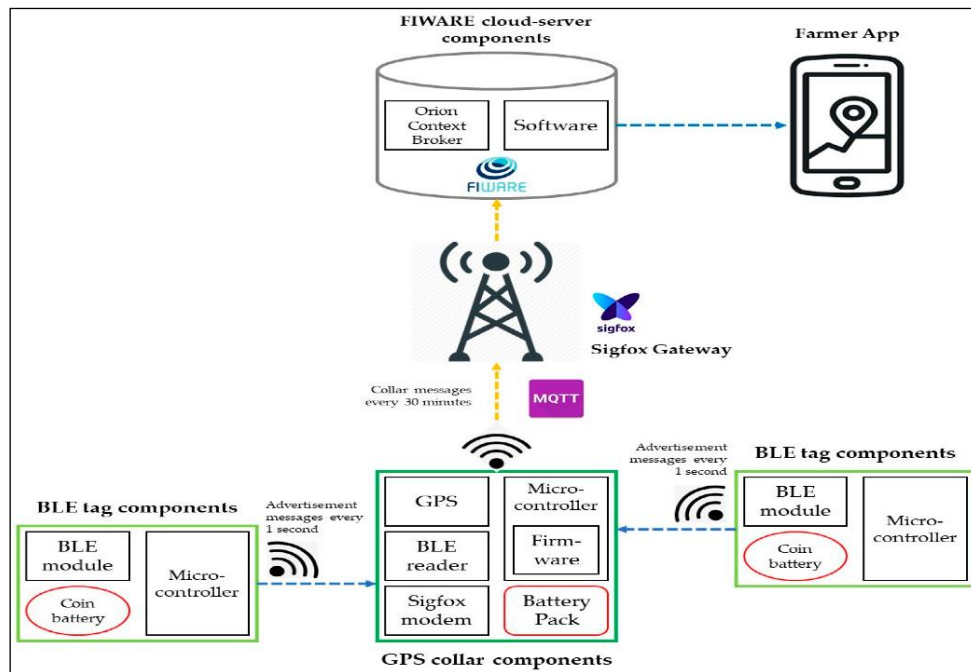 FIWARE cloud-server
components
Farmer App
Orion
Context
Broker
Software
FIWARE
sigfox
Sigfox Gateway
Collar messages
every 30 minutes
MQTT
Advertisement
messages every
1 second
BLE tag components
BLE
module
Coin
battery
Micro-
controller
BLE tag components
Advertisement
messages every
1 second
BLE
module
Coin
battery
Micro-
controller
GPS
BLE
reader
Sigfox
modem
Micro-
controller
Firm-
ware
Battery
Pack
GPS collar components